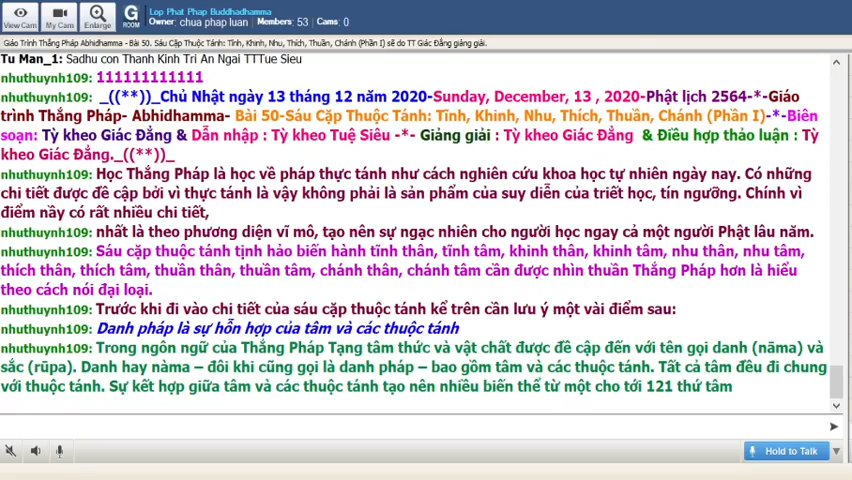 Lop Phat Phap Buddhadhamma
Owner: chua phap luan Members: 53 Cams: 0
View Cam My Cam Enlarge G ROOM
Giáo Trình Thắng Pháp Abhidhamma - Bài 50. Sáu Cặp Thuộc Tánh: Tĩnh, Khinh, Nhu, Thích, Thuần, Chánh (Phần I) sẽ do TT Giác Đẳng giảng giải.
Tu Man_1: Sadhu con Thanh Kinh Tri An Ngai TTTue Sieu
nhuthuynh109: 111111111111
nhuthuynh109: _((**))_Chủ Nhật ngày 13 tháng 12 năm 2020-Sunday, December, 13 , 2020-Phật lịch 2564-*-Giáo
trình Thắng Pháp- Abhidhamma- Bài 50-Sáu Cặp Thuộc Tánh: Tĩnh, Khinh, Nhu, Thích, Thuần, Chánh (Phần I)-*-Biên
soạn: Tỳ kheo Giác Đẳng & Dẫn nhập : Tỳ kheo Tuệ Siêu -*- Giảng giải : Tỳ kheo Giác Đẳng & Điều hợp thảo luận : Tỳ
kheo Giác Đẳng._((**))_
nhuthuynh109: Học Thắng Pháp là học về pháp thực tánh như cách nghiên cứu khoa học tự nhiên ngày nay. Có những
chi tiết được đề cập bởi vì thực tánh là vậy không phải là sản phẩm của suy diễn của triết học, tín ngưỡng. Chính vì
điểm nầy có rất nhiều chi tiết,
nhuthuynh109: nhất là theo phương diện vĩ mô, tạo nên sự ngạc nhiên cho người học ngay cả một người Phật lâu năm.
nhuthuynh109: Sáu cặp thuộc tánh tịnh hảo biến hành tĩnh thân, tĩnh tâm, khinh thân, khinh tâm, nhu thân, nhu tâm,
thích thân, thích tâm, thuần thân, thuần tâm, chánh thân, chánh tâm cần được nhìn thuần Thắng Pháp hơn là hiểu
theo cách nói đại loại.
nhuthuynh109: Trước khi đi vào chi tiết của sáu cặp thuộc tánh kể trên cần lưu ý một vài điểm sau:
nhuthuynh109: Danh pháp là sự hỗn hợp của tâm và các thuộc tánh
nhuthuynh109: Trong ngôn ngữ của Thắng Pháp Tạng tâm thức và vật chất được đề cập đến với tên gọi danh (nāma) và
sắc (rūpa). Danh hay nàma – đôi khi cũng gọi là danh pháp – bao gồm tâm và các thuộc tánh. Tất cả tâm đều đi chung
với thuộc tánh. Sự kết hợp giữa tâm và các thuộc tánh tạo nên nhiều biến thể từ một cho tới 121 thứ tâm
Hold to Talk